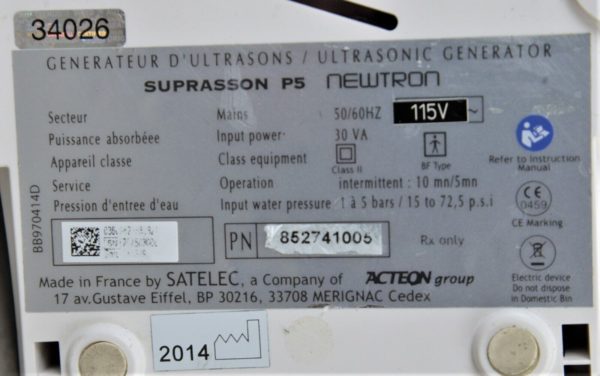 34026
GENERATEUR D'ULTRASONS / ULTRASONIC GENERATOR
SUPRASSON P5 NEWTRON
Secteur Mains 50/60HZ 115V ~
Puissance absorbéee Input power: 30 VA
Appareil classe Class equipment Class II BF Type
Service Operation intermittent : 10 mn/5mn
Pression d'entree d'eau Input water pressure : 1 à 5 bars / 15 to 72,5 p.s.i
Refer to Instruction
Manual
CE
0459
CE Marking
BB970414D
PN 852741005 Rx only
Electric device
Do not dispose
in Domestic Bin
Made in France by SATELEC, a Company of ACTEON group
17 av.Gustave Eiffel, BP 30216, 33708 MERIGNAC Cedex
2014